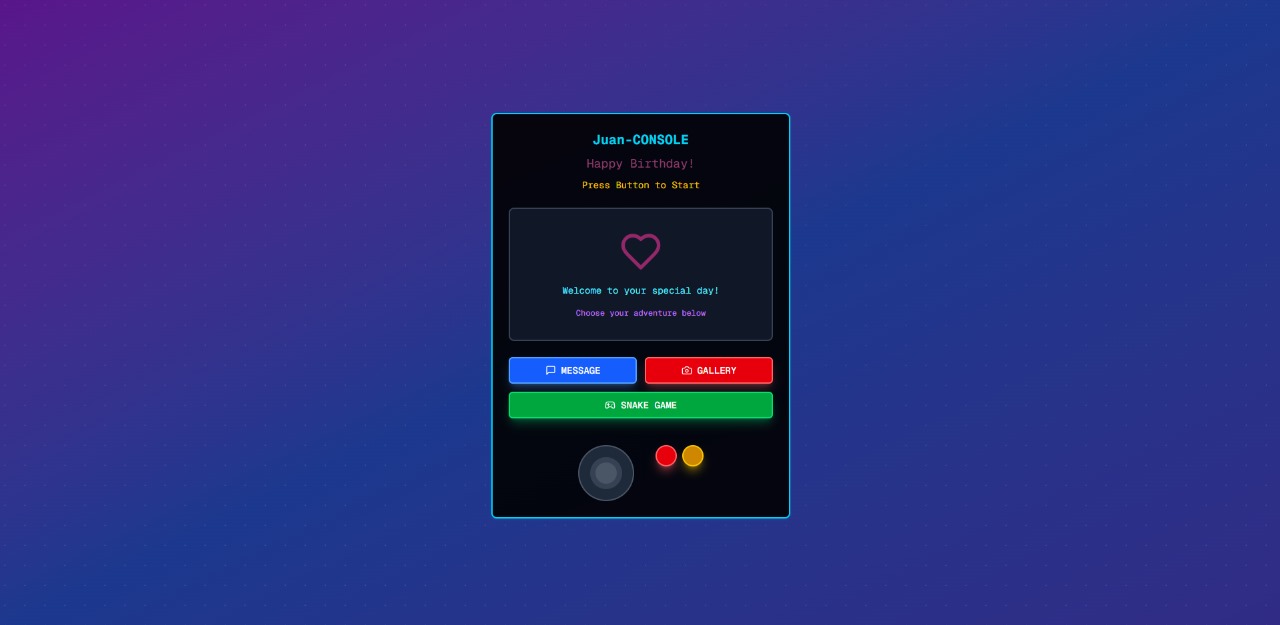 Juan-CONSOLE
Happy Birthday!
Press Button to Start
Welcome to your special day!
Choose your adventure below
MESSAGE
GALLERY
SNAKE GAME